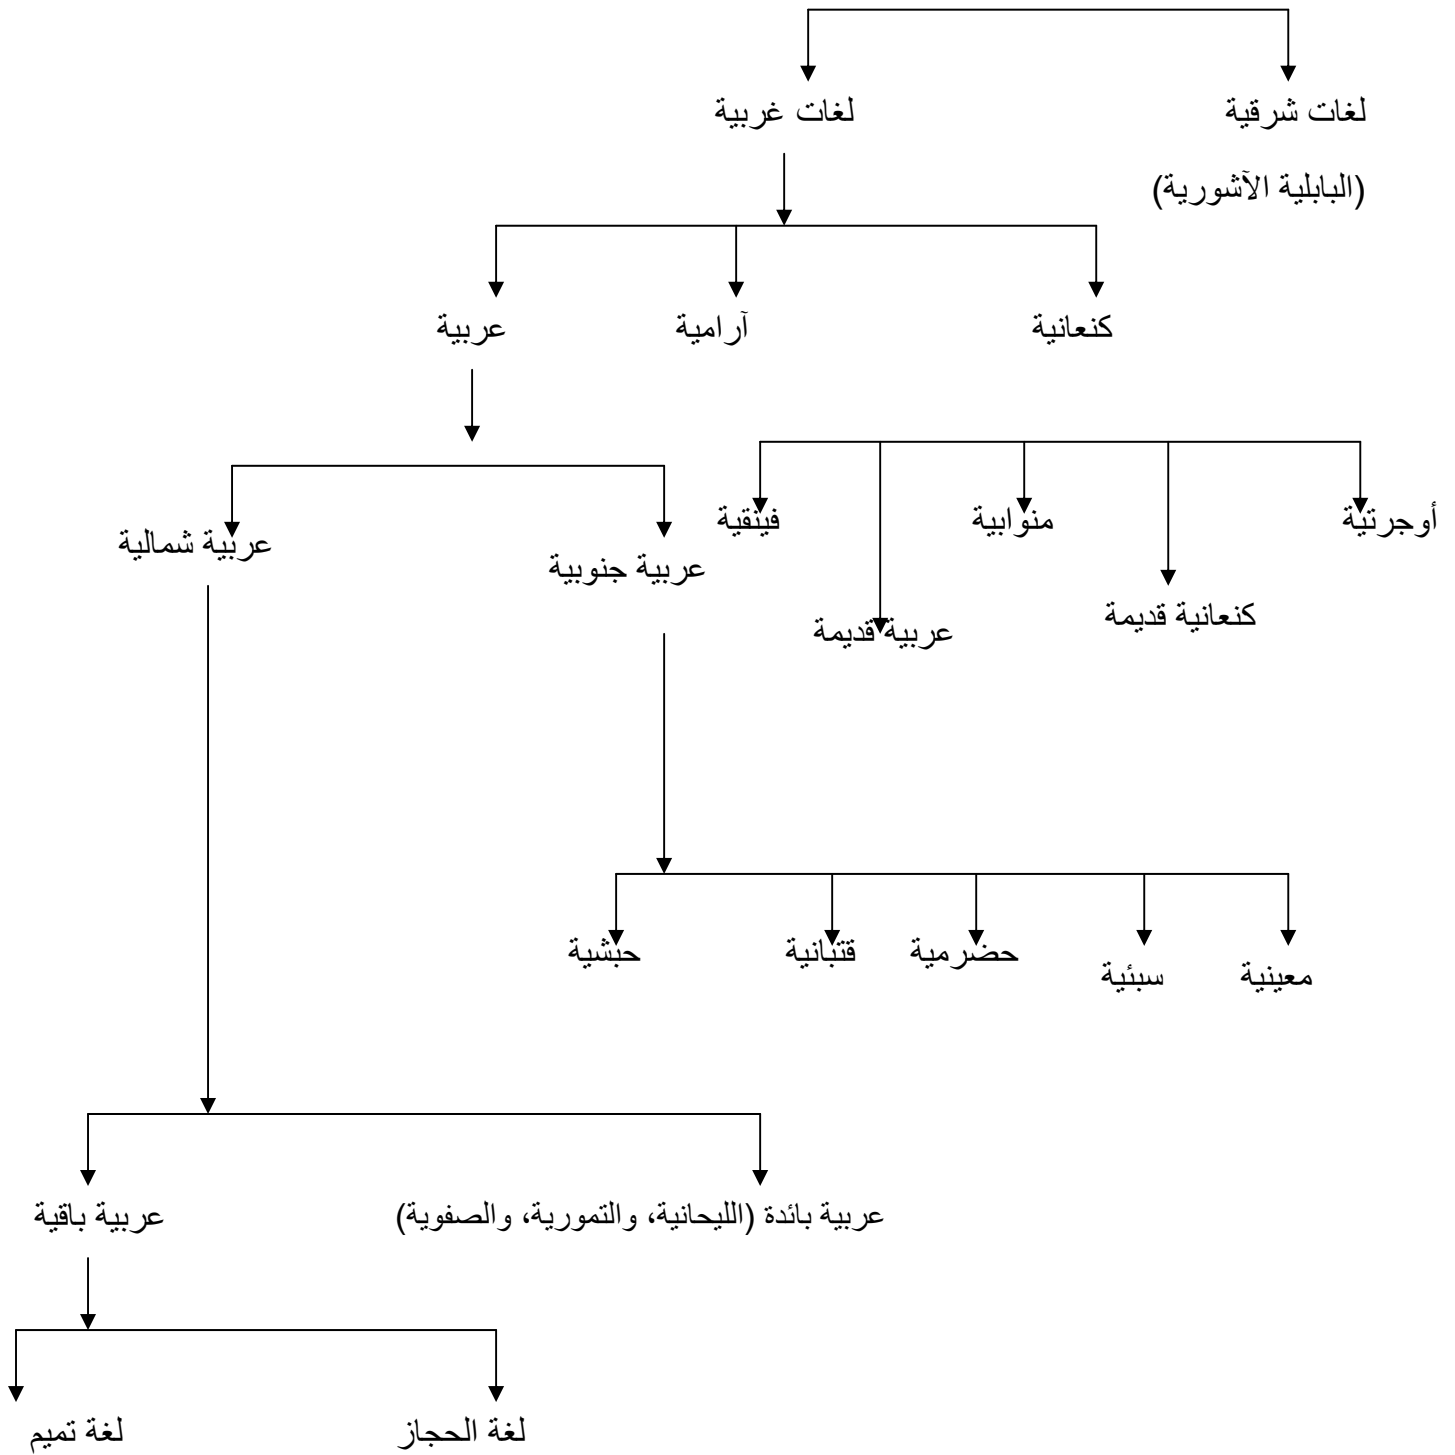 لغات شرقية
لغات غربية
(البابلية الآشورية)
كنعانية
آرامية
عربية
أوجرتية
منوابية
فينقية
عربية شمالية
عربية جنوبية
كنعانية قديمة
عربية قديمة
حضرمية
قتبانية
حبشية
معينية
سبئية
عربية بائدة (الليحانية، والتمورية، والصفوية)
عربية باقية
لغة الحجاز
لغة تميم